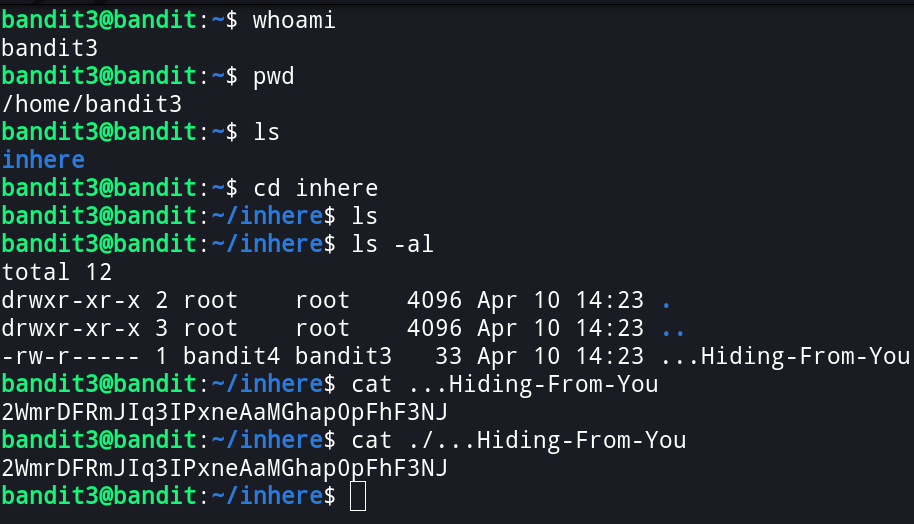 bandit3@bandit:~$ whoami
bandit3
bandit3@bandit:~$ pwd
/home/bandit3
bandit3@bandit:~$ ls
inhere
bandit3@bandit:~$ cd inhere
bandit3@bandit:~/inhere$ ls
bandit3@bandit:~/inhere$ ls -al
total 12
drwxr-xr-x 2 root    root    4096 Apr 10 14:23 .
drwxr-xr-x 3 root    root    4096 Apr 10 14:23 ..
-rw-r----- 1 bandit4 bandit3   33 Apr 10 14:23 ...Hiding-From-You
bandit3@bandit:~/inhere$ cat ...Hiding-From-You
2WmrDFRmJIq3IPxneAaMGhap0pFhF3NJ
bandit3@bandit:~/inhere$ cat ./...Hiding-From-You
2WmrDFRmJIq3IPxneAaMGhap0pFhF3NJ
bandit3@bandit:~/inhere$